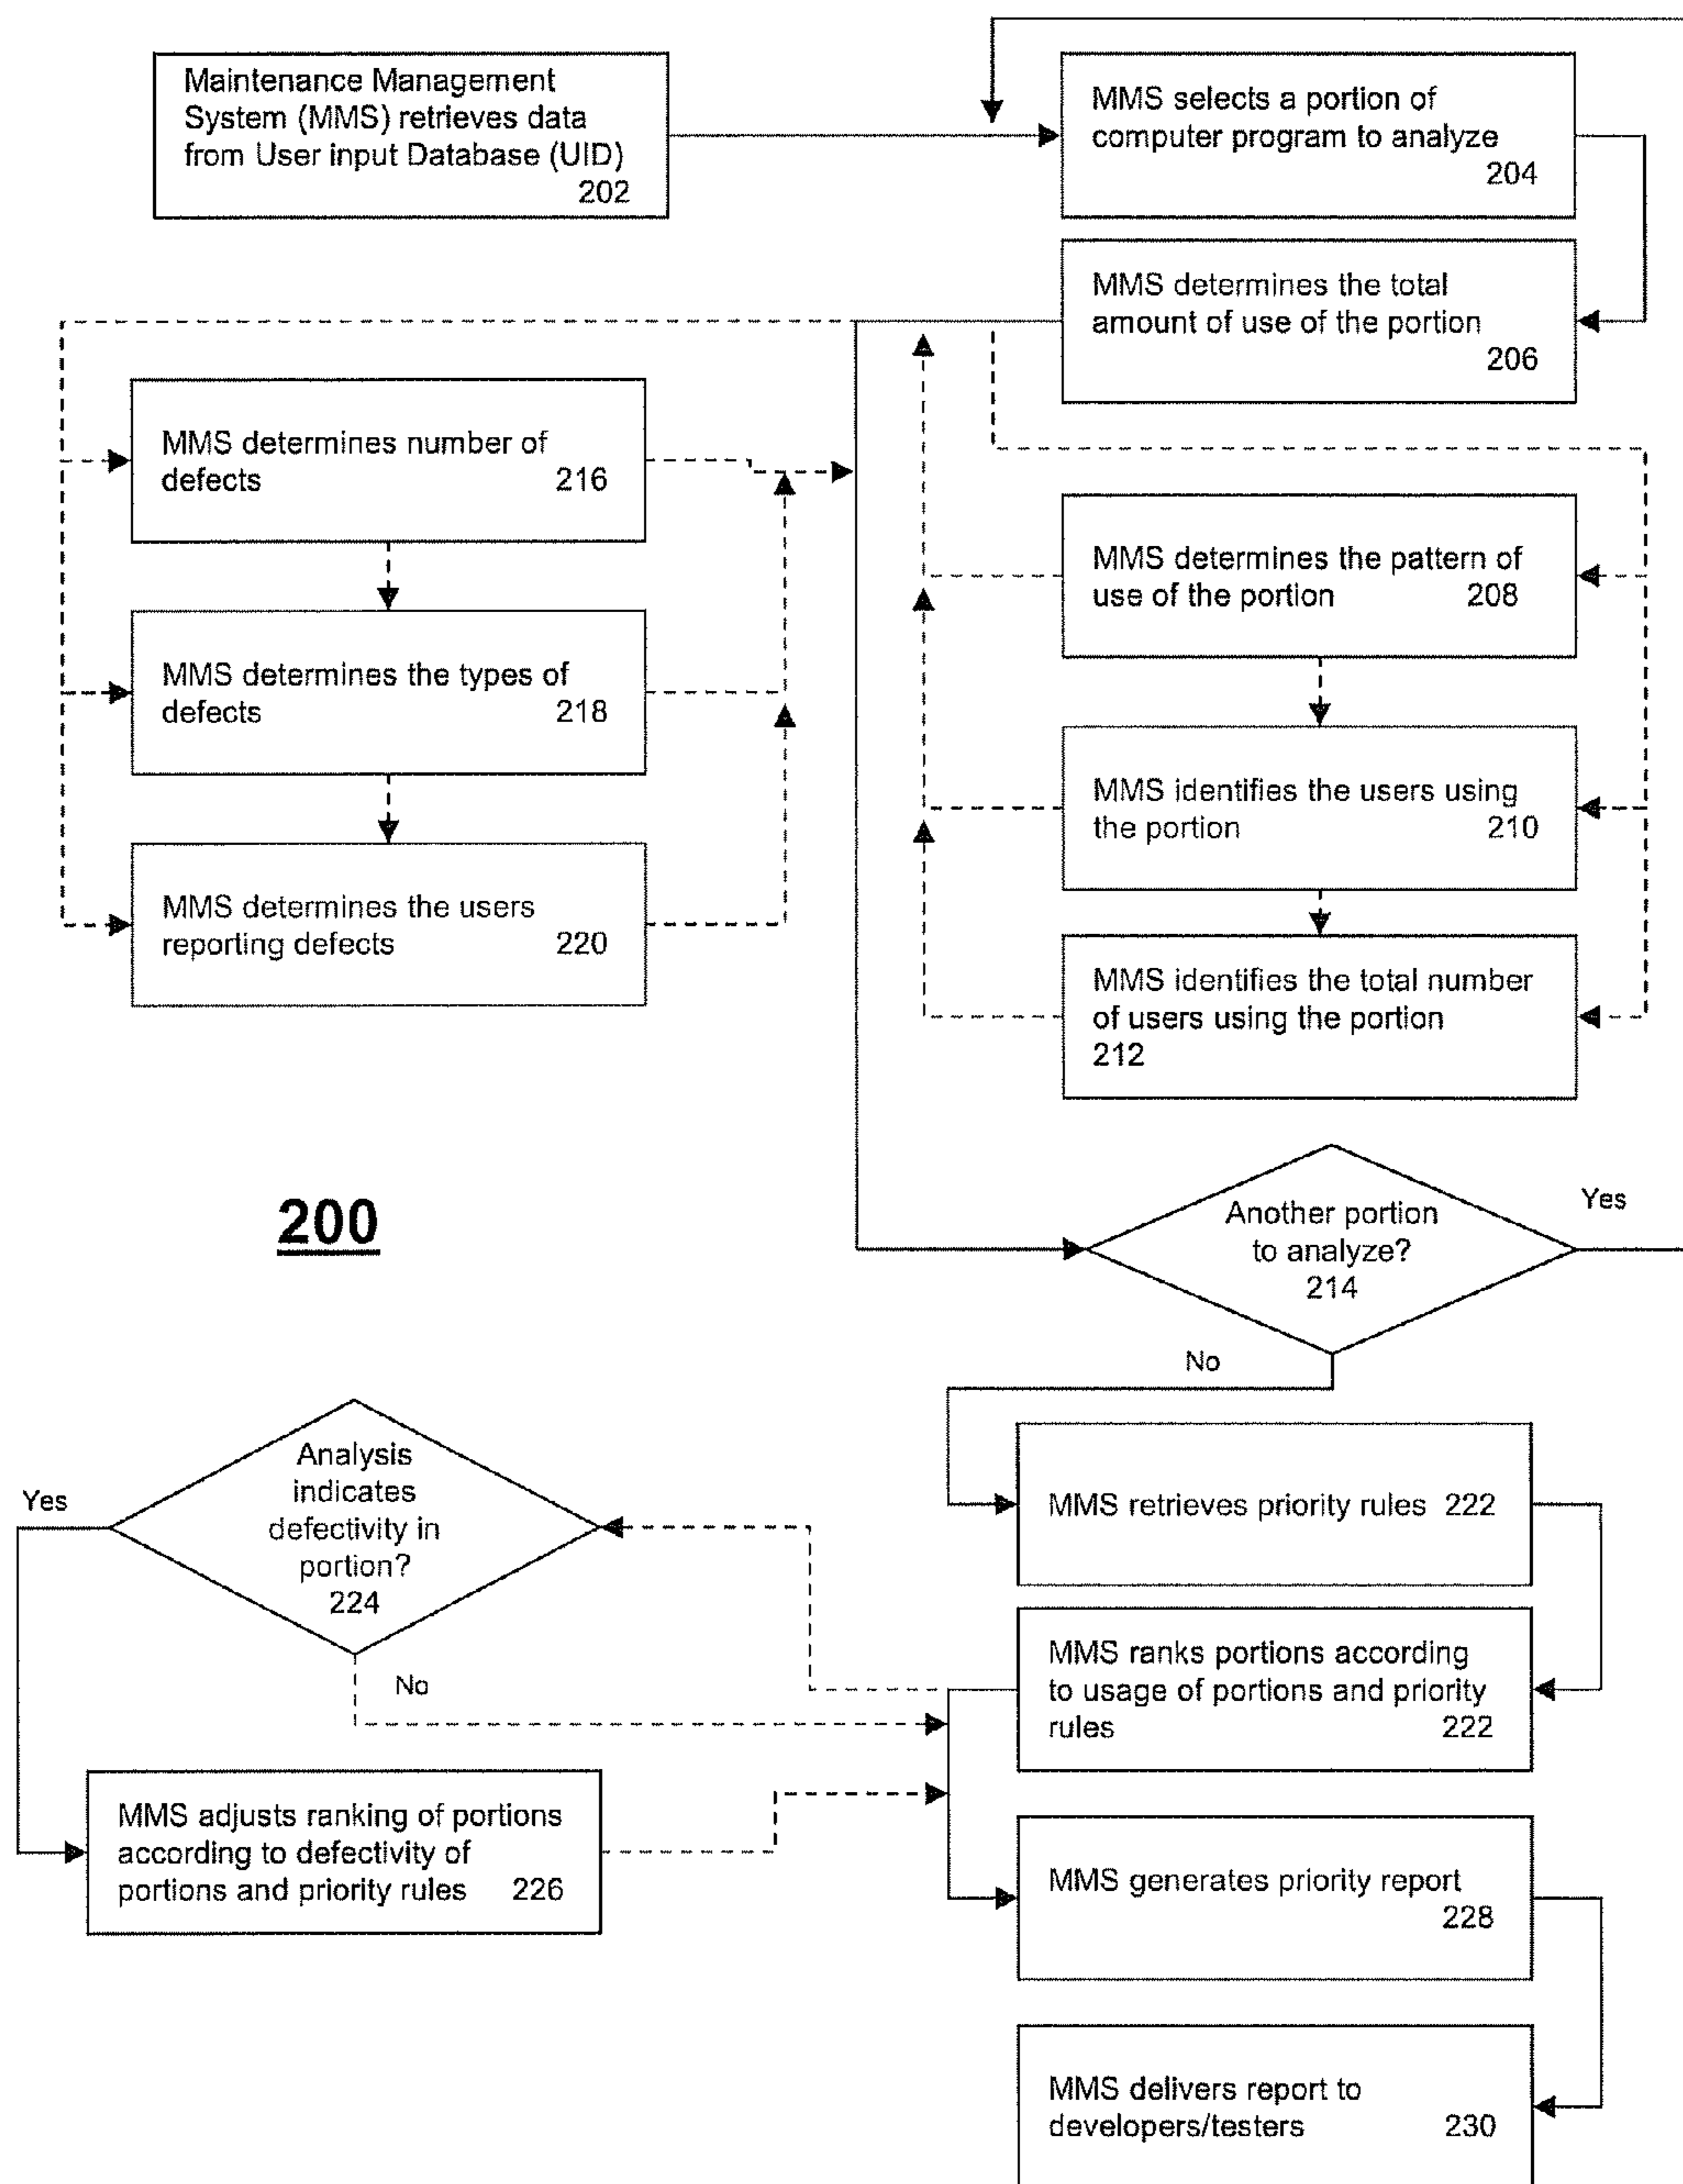 Maintenance Management
System (MMS) retrieves data
from User input Database (UID)
202
MMS selects a portion of
computer program to analyze
204
MMS determines the total
amount of use of the portion
206
MMS determines number of
defects 216
MMS determines the types of
defects 218
MMS determines the users
reporting defects 220
MMS determines the pattern of
use of the portion 208
MMS identifies the users using
the portion 210
MMS identifies the total number
of users using the portion
212
200
Another portion
to analyze?
214
Yes
No
Analysis
indicates
defectivity in
portion?
224
Yes
No
MMS retrieves priority rules 222
MMS ranks portions according
to usage of portions and priority
rules 222
MMS adjusts ranking of portions
according to defectivity of
portions and priority rules 226
MMS generates priority report
228
MMS delivers report to
developers/testers 230